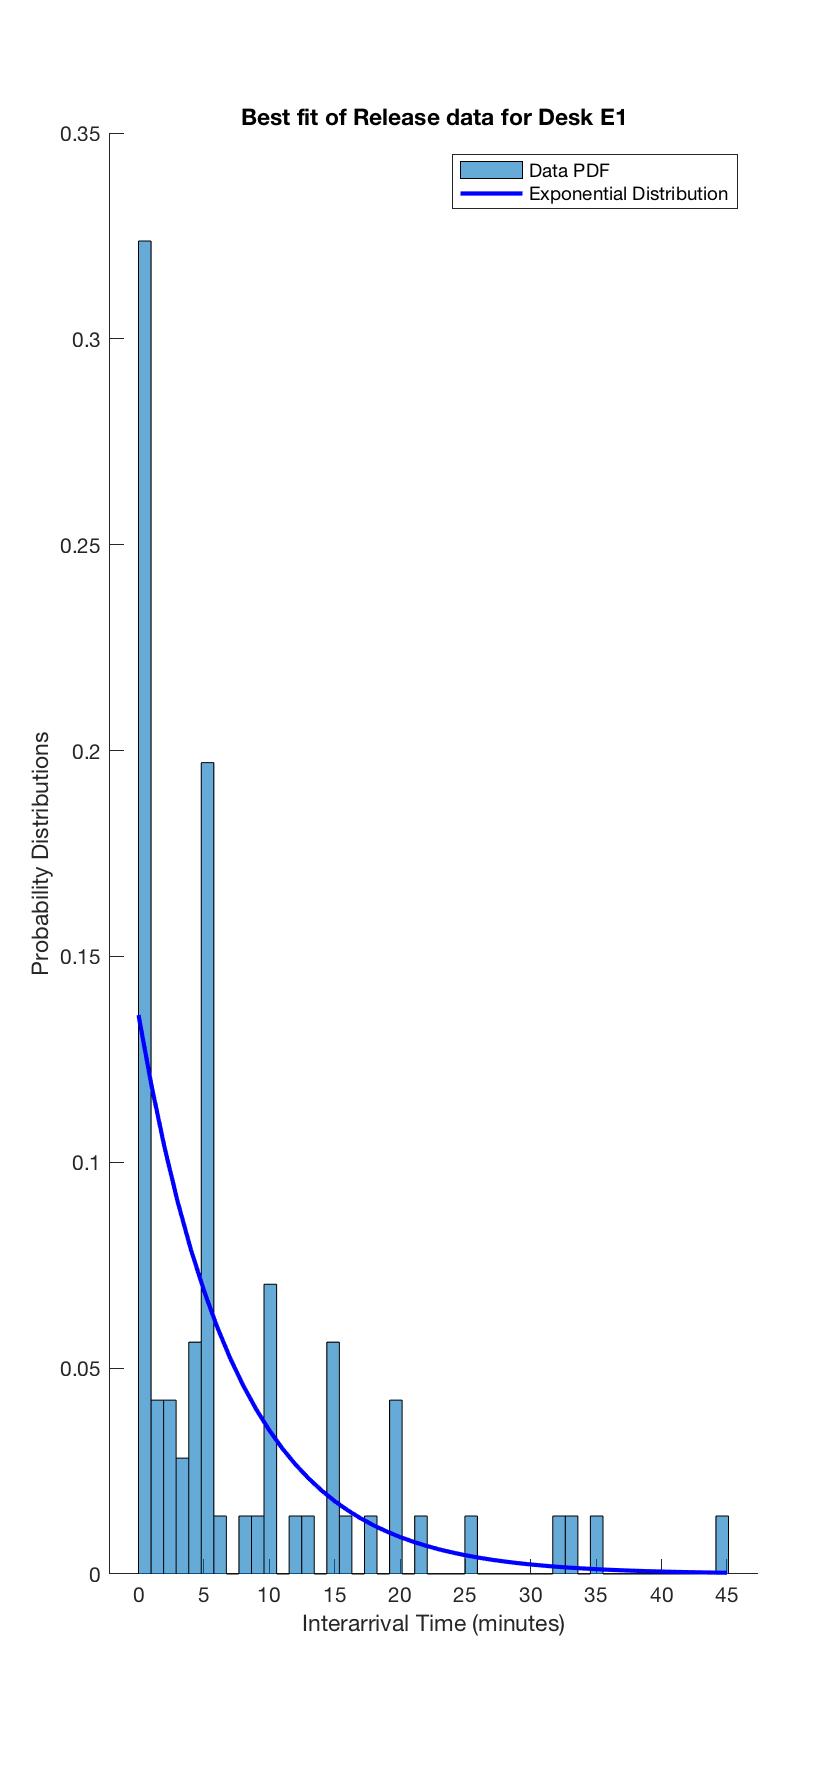 Best fit of Release data for Desk E1
Data PDF
Exponential Distribution
Probability Distributions
0.35
0.3
0.25
0.2
0.15
0.1
0.05
0
0 5 10 15 20 25 30 35 40 45
Interarrival Time (minutes)